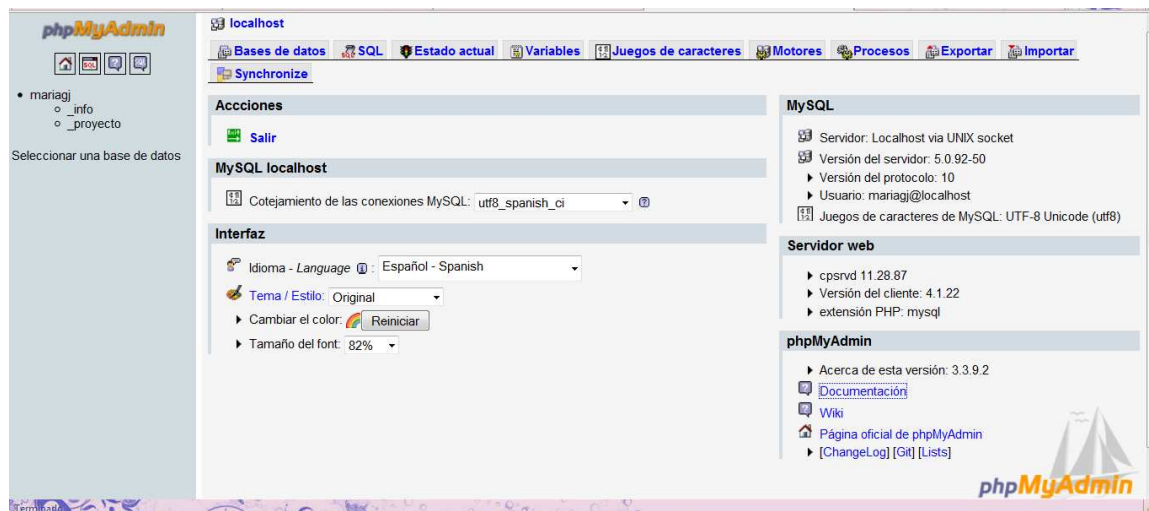 phpMyAdmin
• mariagj
_info
_proyecto
Seleccionar una base de datos
localhost
Bases de datos SQL Estado actual Variables Juegos de caracteres Motores Procesos Exportar Importar
Synchronize
Accciones
Salir
MySQL localhost
Cotejamiento de las conexiones MySQL: utf8_spanish_ci
Interfaz
Idioma - Language : Español - Spanish
Tema / Estilo: Original
Cambiar el color: Reiniciar
Tamaño del font: 82%
MySQL
Servidor: Localhost via UNIX socket
Versión del servidor: 5.0.92-50
Versión del protocolo: 10
Usuario: mariagj@localhost
Juegos de caracteres de MySQL: UTF-8 Unicode (utf8)
Servidor web
cpsrvd 11.28.87
Versión del cliente: 4.1.22
extensión PHP: mysql
phpMyAdmin
Acerca de esta versión: 3.3.9.2
Documentación
Wiki
Página oficial de phpMyAdmin
[ChangeLog] [Git] [Lists]
phpMyAdmin
Terminado